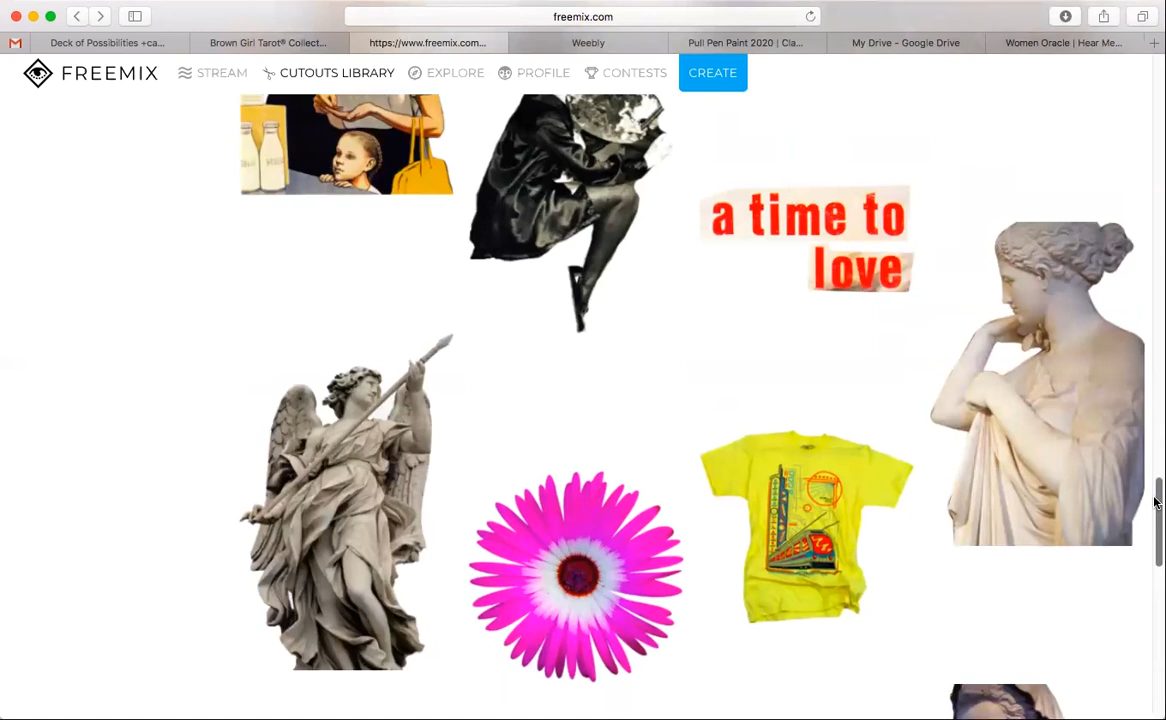 freemix.com
Deck of Possibilities +ca...
Brown Girl Tarot® Collect...
https://www.freemix.com...
Weebly
Pull Pen Paint 2020 | Cla...
My Drive - Google Drive
Women Oracle | Hear Me...
FREEMIX
STREAM
CUTOUTS LIBRARY
EXPLORE
PROFILE
CONTESTS
CREATE
a time to
love